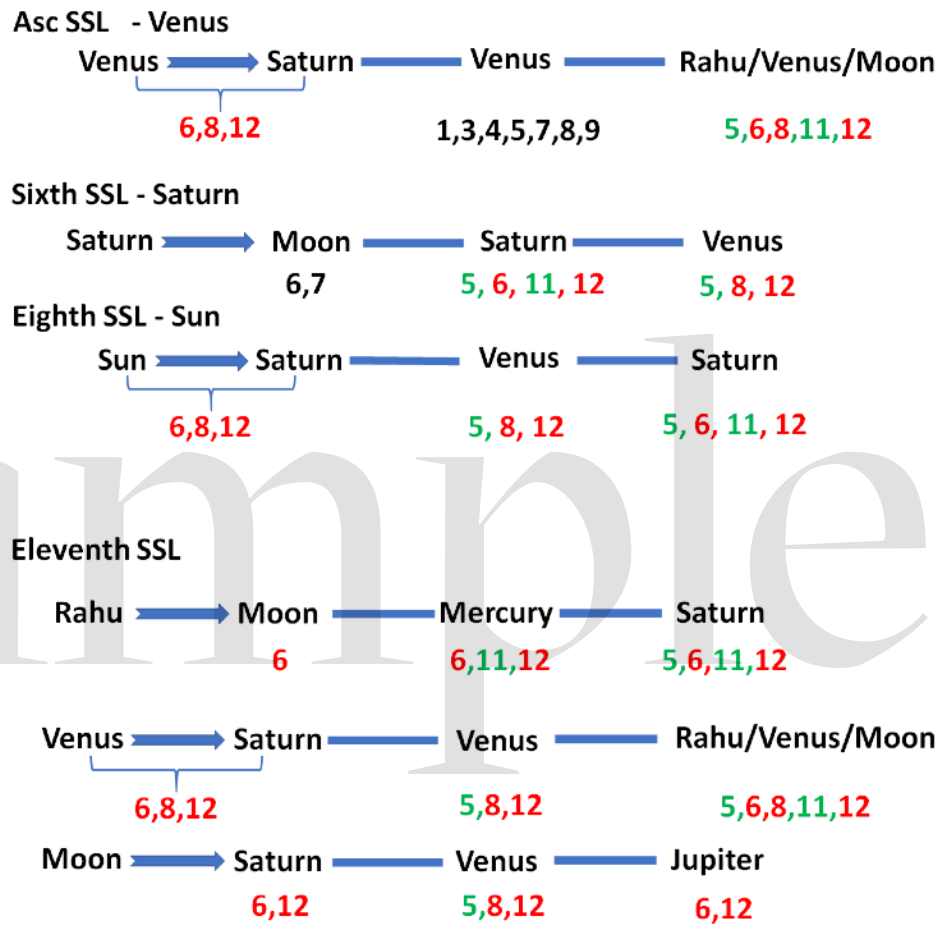 Asc SSL - Venus
Venus Saturn Venus Rahu/Venus/Moon
6,8,12 1,3,4,5,7,8,9 5,6,8,11,12
Sixth SSL - Saturn
Saturn Moon Saturn Venus
6,7 5, 6, 11, 12 5, 8, 12
Eighth SSL - Sun
Sun Saturn Venus Saturn
6,8,12 5, 8, 12 5, 6, 11, 12
Eleventh SSL
Rahu Moon Mercury Saturn
6 6,11,12 5,6,11,12
Venus Saturn Venus Rahu/Venus/Moon
6,8,12 5,8,12 5,6,8,11,12
Moon Saturn Venus Jupiter
6,12 5,8,12 6,12
ample